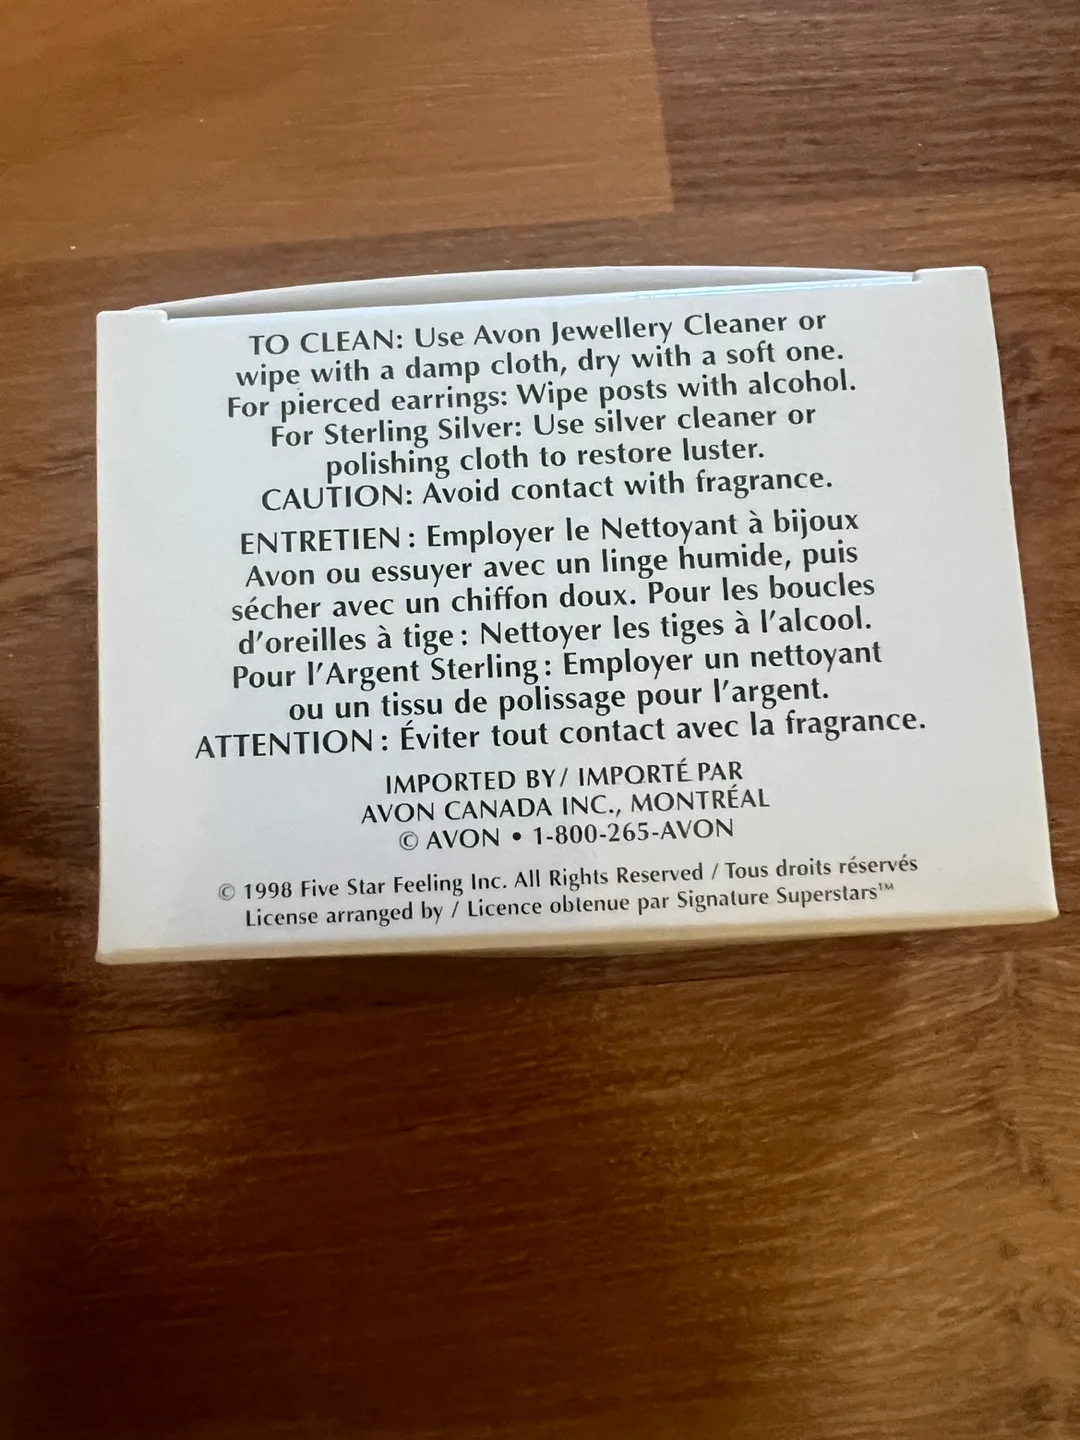 TO CLEAN: Use Avon Jewellery Cleaner or
wipe with a damp cloth, dry with a soft one.
For pierced earrings: Wipe posts with alcohol.
For Sterling Silver: Use silver cleaner or
polishing cloth to restore luster.
CAUTION: Avoid contact with fragrance.
ENTRETIEN : Employer le Nettoyant à bijoux
Avon ou essuyer avec un linge humide, puis
sécher avec un chiffon doux. Pour les boucles
d'oreilles à tige : Nettoyer les tiges à l'alcool.
Pour l'Argent Sterling : Employer un nettoyant
ou un tissu de polissage pour l'argent.
ATTENTION : Éviter tout contact avec la fragrance.
IMPORTED BY/ IMPORTÉ PAR
AVON CANADA INC., MONTRÉAL
© AVON • 1-800-265-AVON
© 1998 Five Star Feeling Inc. All Rights Reserved / Tous droits réservés
License arranged by / Licence obtenue par Signature Superstars™